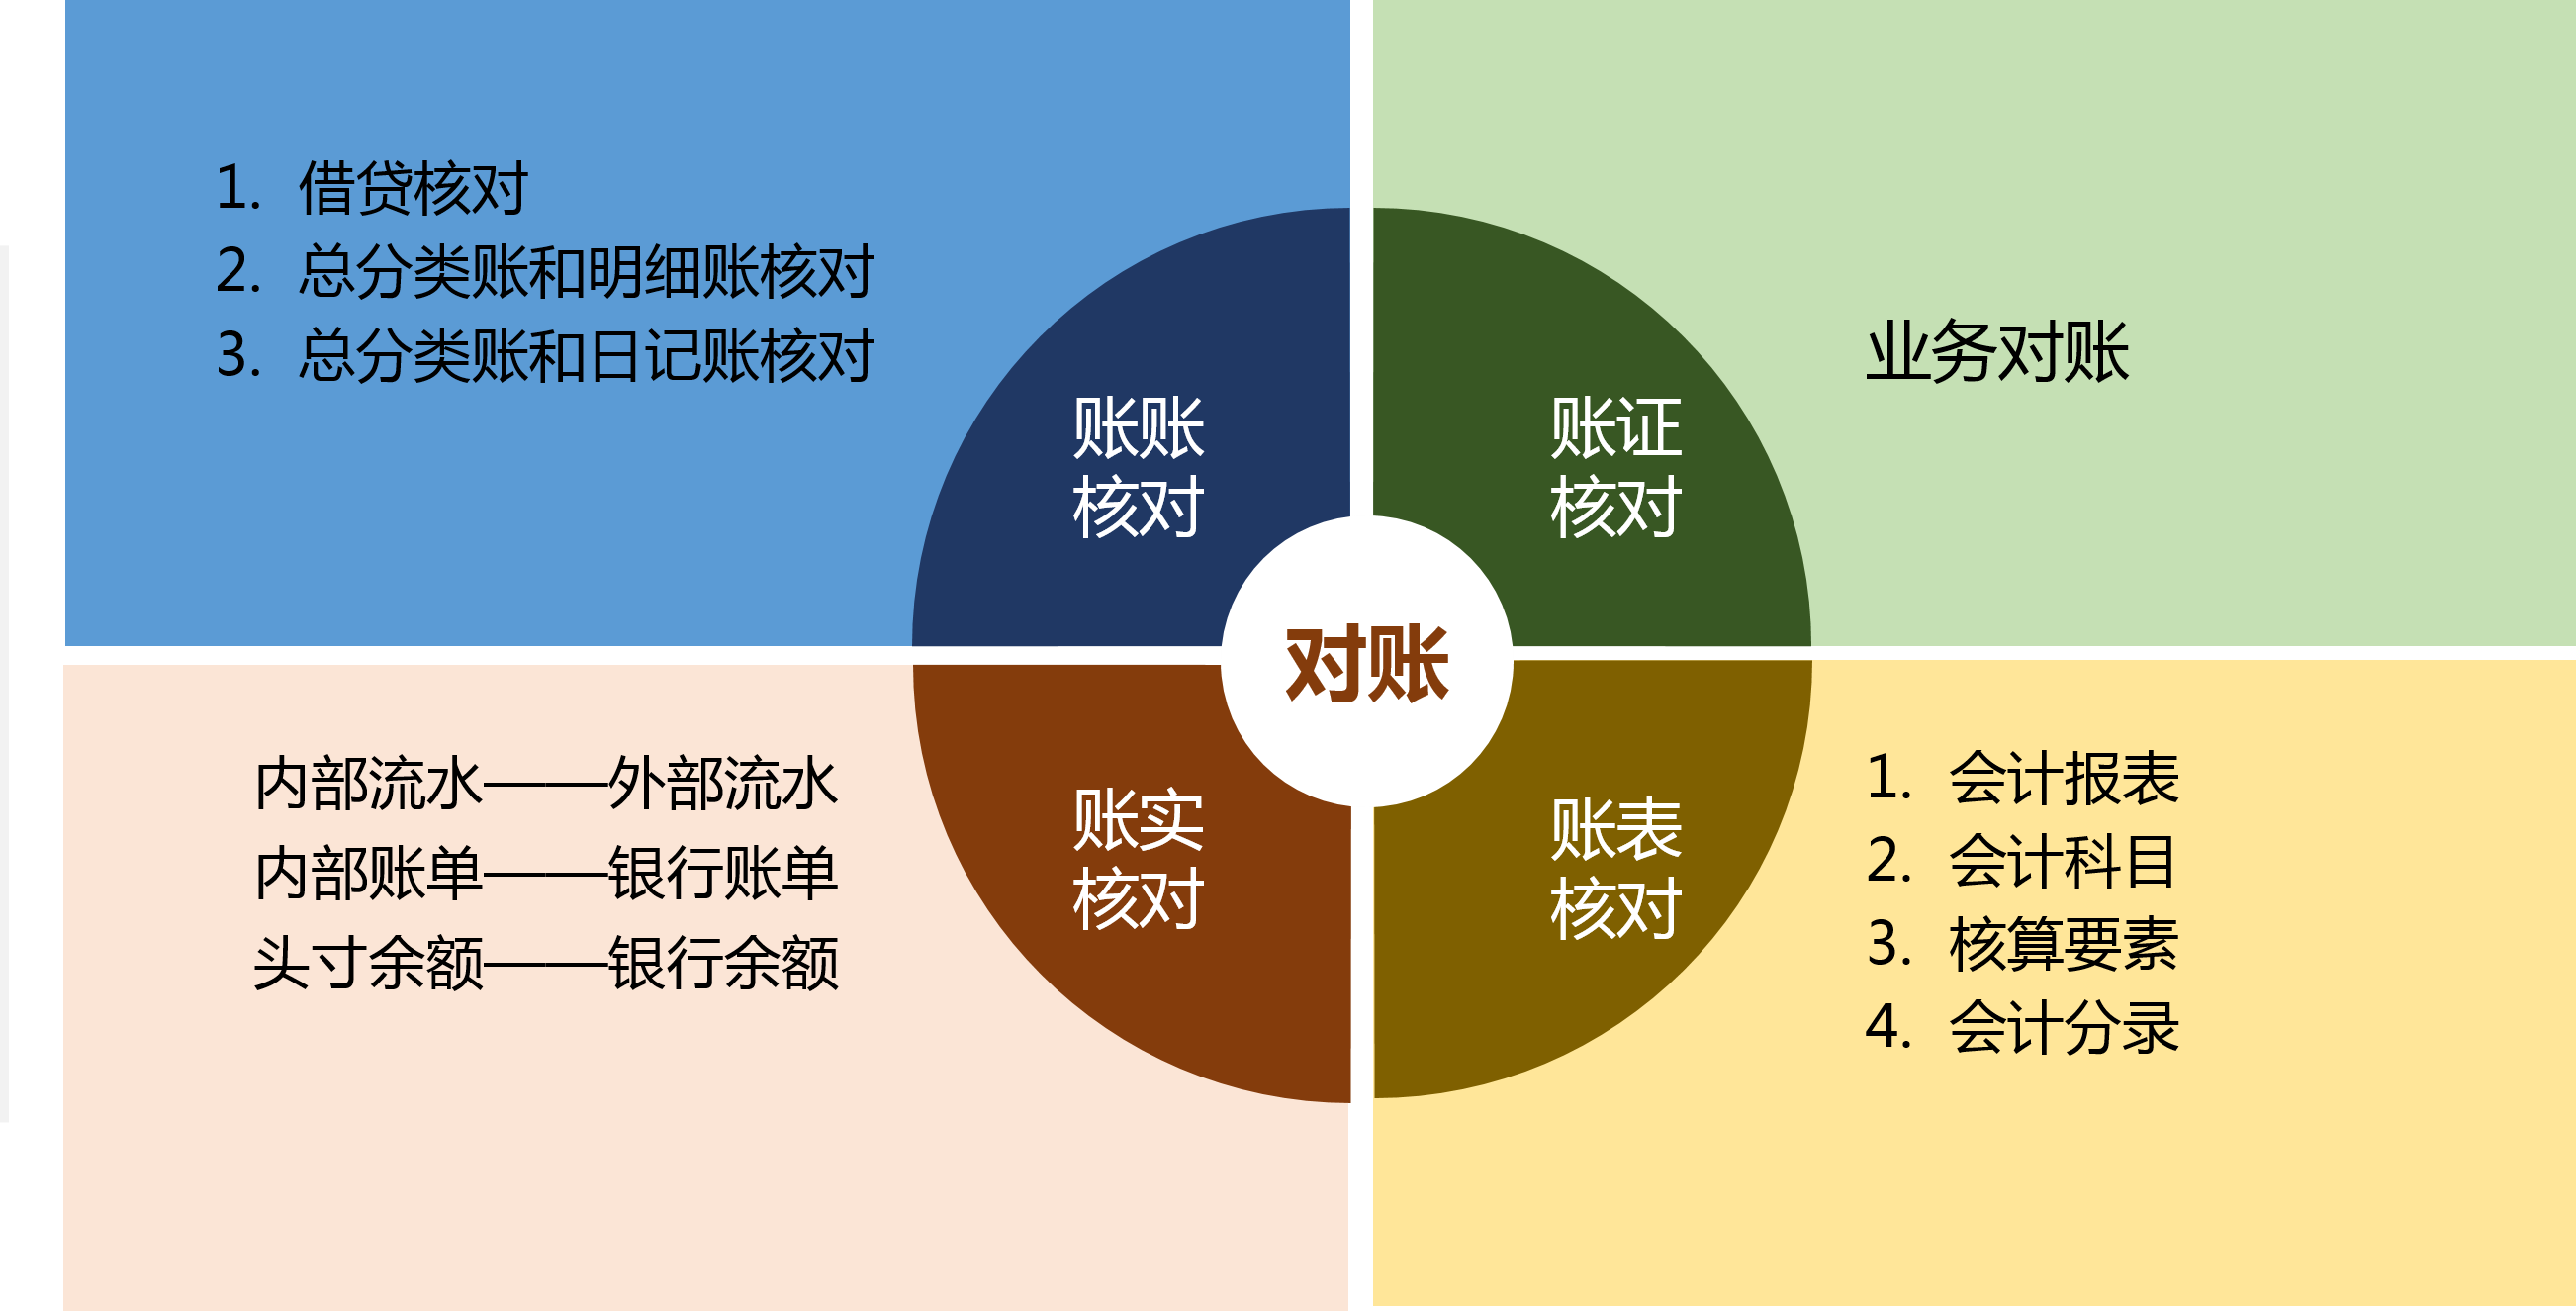 1. 借贷核对
2. 总分类账和明细账核对
3. 总分类账和日记账核对
账账
核对
业务对账
账证
核对
对账
内部流水——外部流水
内部账单——银行账单
头寸余额——银行余额
账实
核对
账表
核对
1. 会计报表
2. 会计科目
3. 核算要素
4. 会计分录